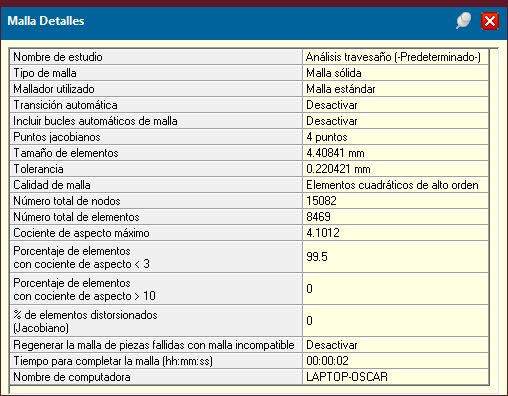 Malla Detalles
Nombre de estudio Análisis travesaño (-Predeterminado-)
Tipo de malla Malla sólida
Mallador utilizado Malla estándar
Transición automática Desactivar
Incluir bucles automáticos de malla Desactivar
Puntos jacobianos 4 puntos
Tamaño de elementos 4.40841 mm
Tolerancia 0.220421 mm
Calidad de malla Elementos cuadráticos de alto orden
Número total de nodos 15082
Número total de elementos 8469
Cociente de aspecto máximo 4.1012
Porcentaje de elementos
con cociente de aspecto < 3 99.5
Porcentaje de elementos
con cociente de aspecto > 10 0
% de elementos distorsionados
(Jacobiano) 0
Regenerar la malla de piezas fallidas con malla incompatible Desactivar
Tiempo para completar la malla (hh:mm:ss) 00:00:02
Nombre de computadora LAPTOP-OSCAR